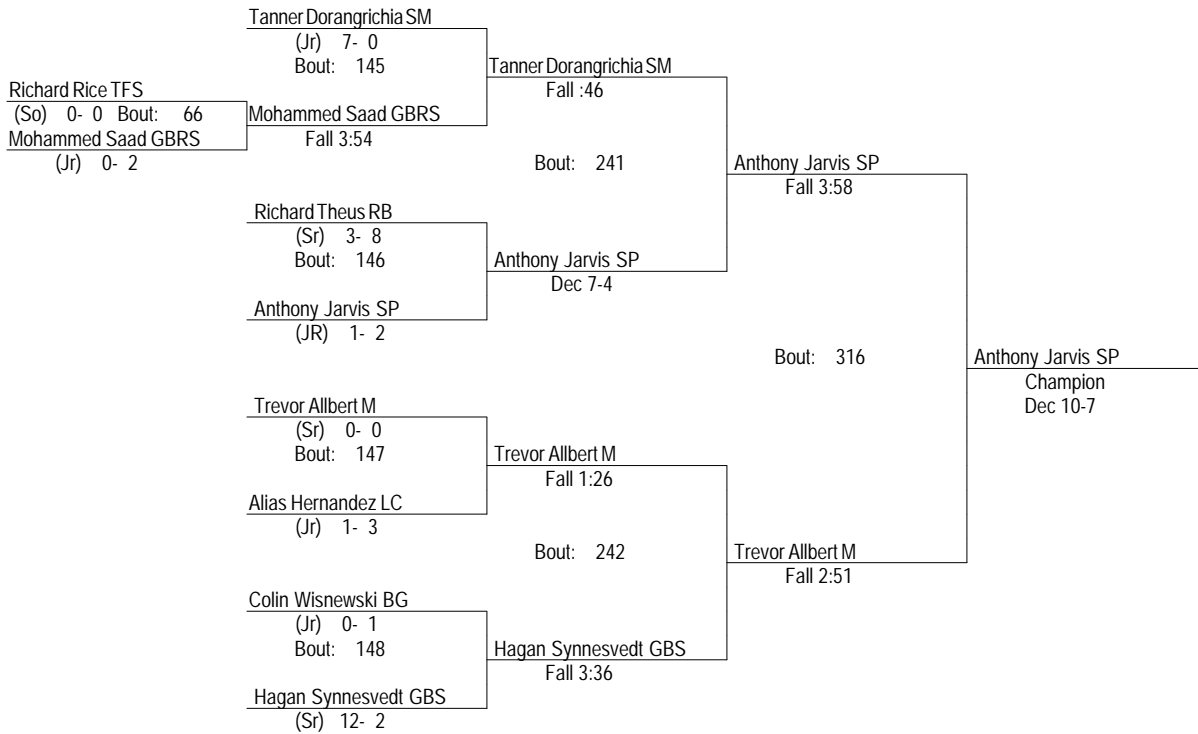 Tanner Dorangrichia SM
(Jr) 7- 0
Bout: 145
Tanner Dorangrichia SM
Fall :46
Richard Rice TFS
(So) 0- 0 Bout: 66
Mohammed Saad GBRS
(Jr) 0- 2
Mohammed Saad GBRS
Fall 3:54
Bout: 241
Anthony Jarvis SP
Fall 3:58
Richard Theus RB
(Sr) 3- 8
Bout: 146
Anthony Jarvis SP
Dec 7-4
Anthony Jarvis SP
(JR) 1- 2
Bout: 316
Anthony Jarvis SP
Champion
Dec 10-7
Trevor Allbert M
(Sr) 0- 0
Bout: 147
Trevor Allbert M
Fall 1:26
Alias Hernandez LC
(Jr) 1- 3
Bout: 242
Trevor Allbert M
Fall 2:51
Colin Wisnewski BG
(Jr) 0- 1
Bout: 148
Hagan Synnesvedt GBS
Fall 3:36
Hagan Synnesvedt GBS
(Sr) 12- 2